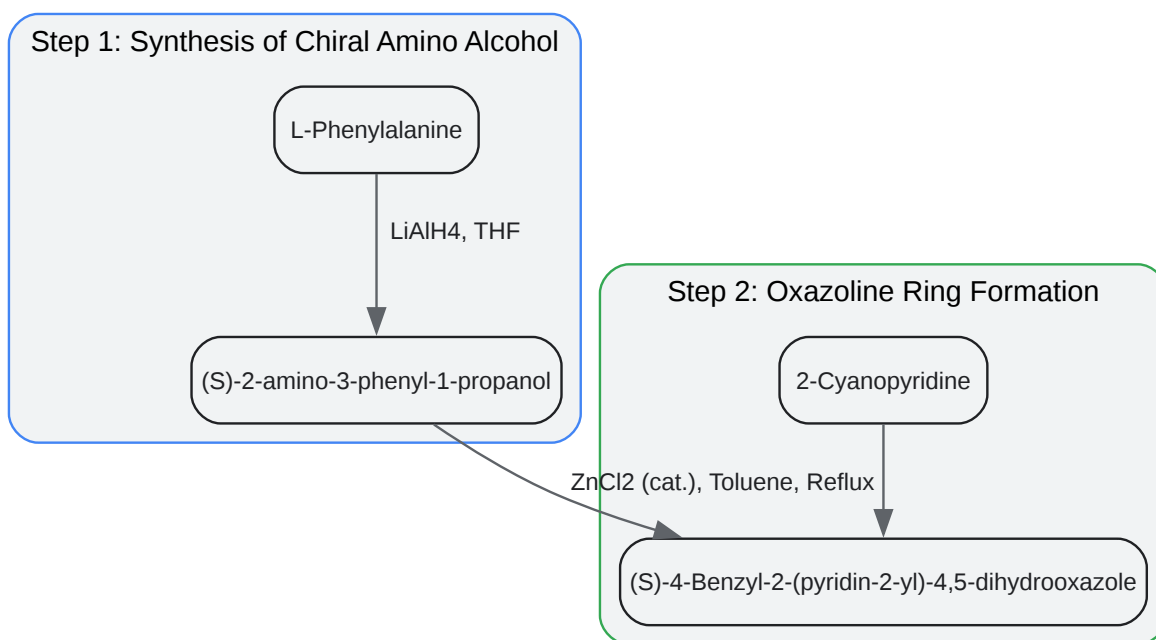 Step 1: Synthesis of Chiral Amino Alcohol
L-Phenylalanine
LiAlH4, THF
(S)-2-amino-3-phenyl-1-propanol
Step 2: Oxazoline Ring Formation
2-Cyanopyridine
ZnCl2 (cat.), Toluene, Reflux
(S)-4-Benzyl-2-(pyridin-2-yl)-4,5-dihydrooxazole